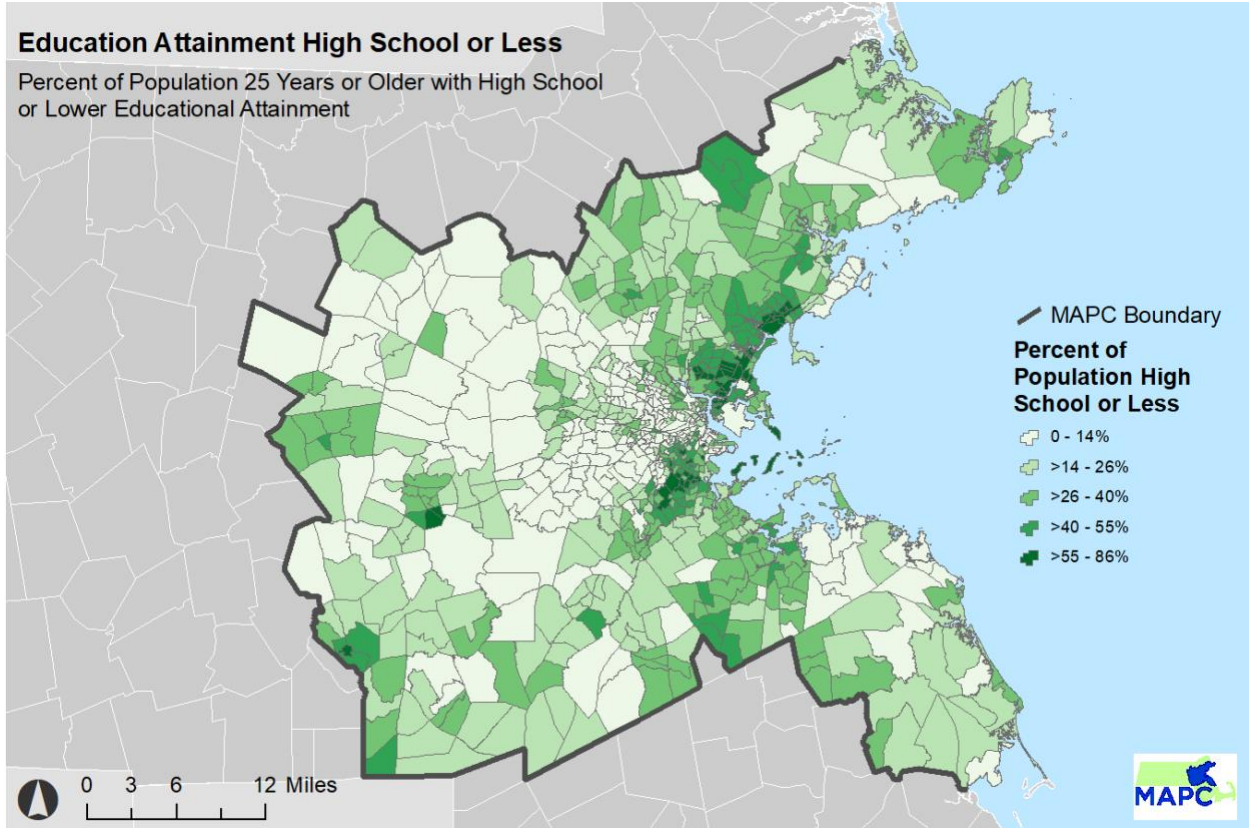 Education Attainment High School or Less
Percent of Population 25 Years or Older with High School
or Lower Educational Attainment
MAPC Boundary
Percent of
Population High
School or Less
0 - 14%
>14 - 26%
>26 - 40%
>40 - 55%
>55 - 86%
0 3 6 12 Miles
MAPC